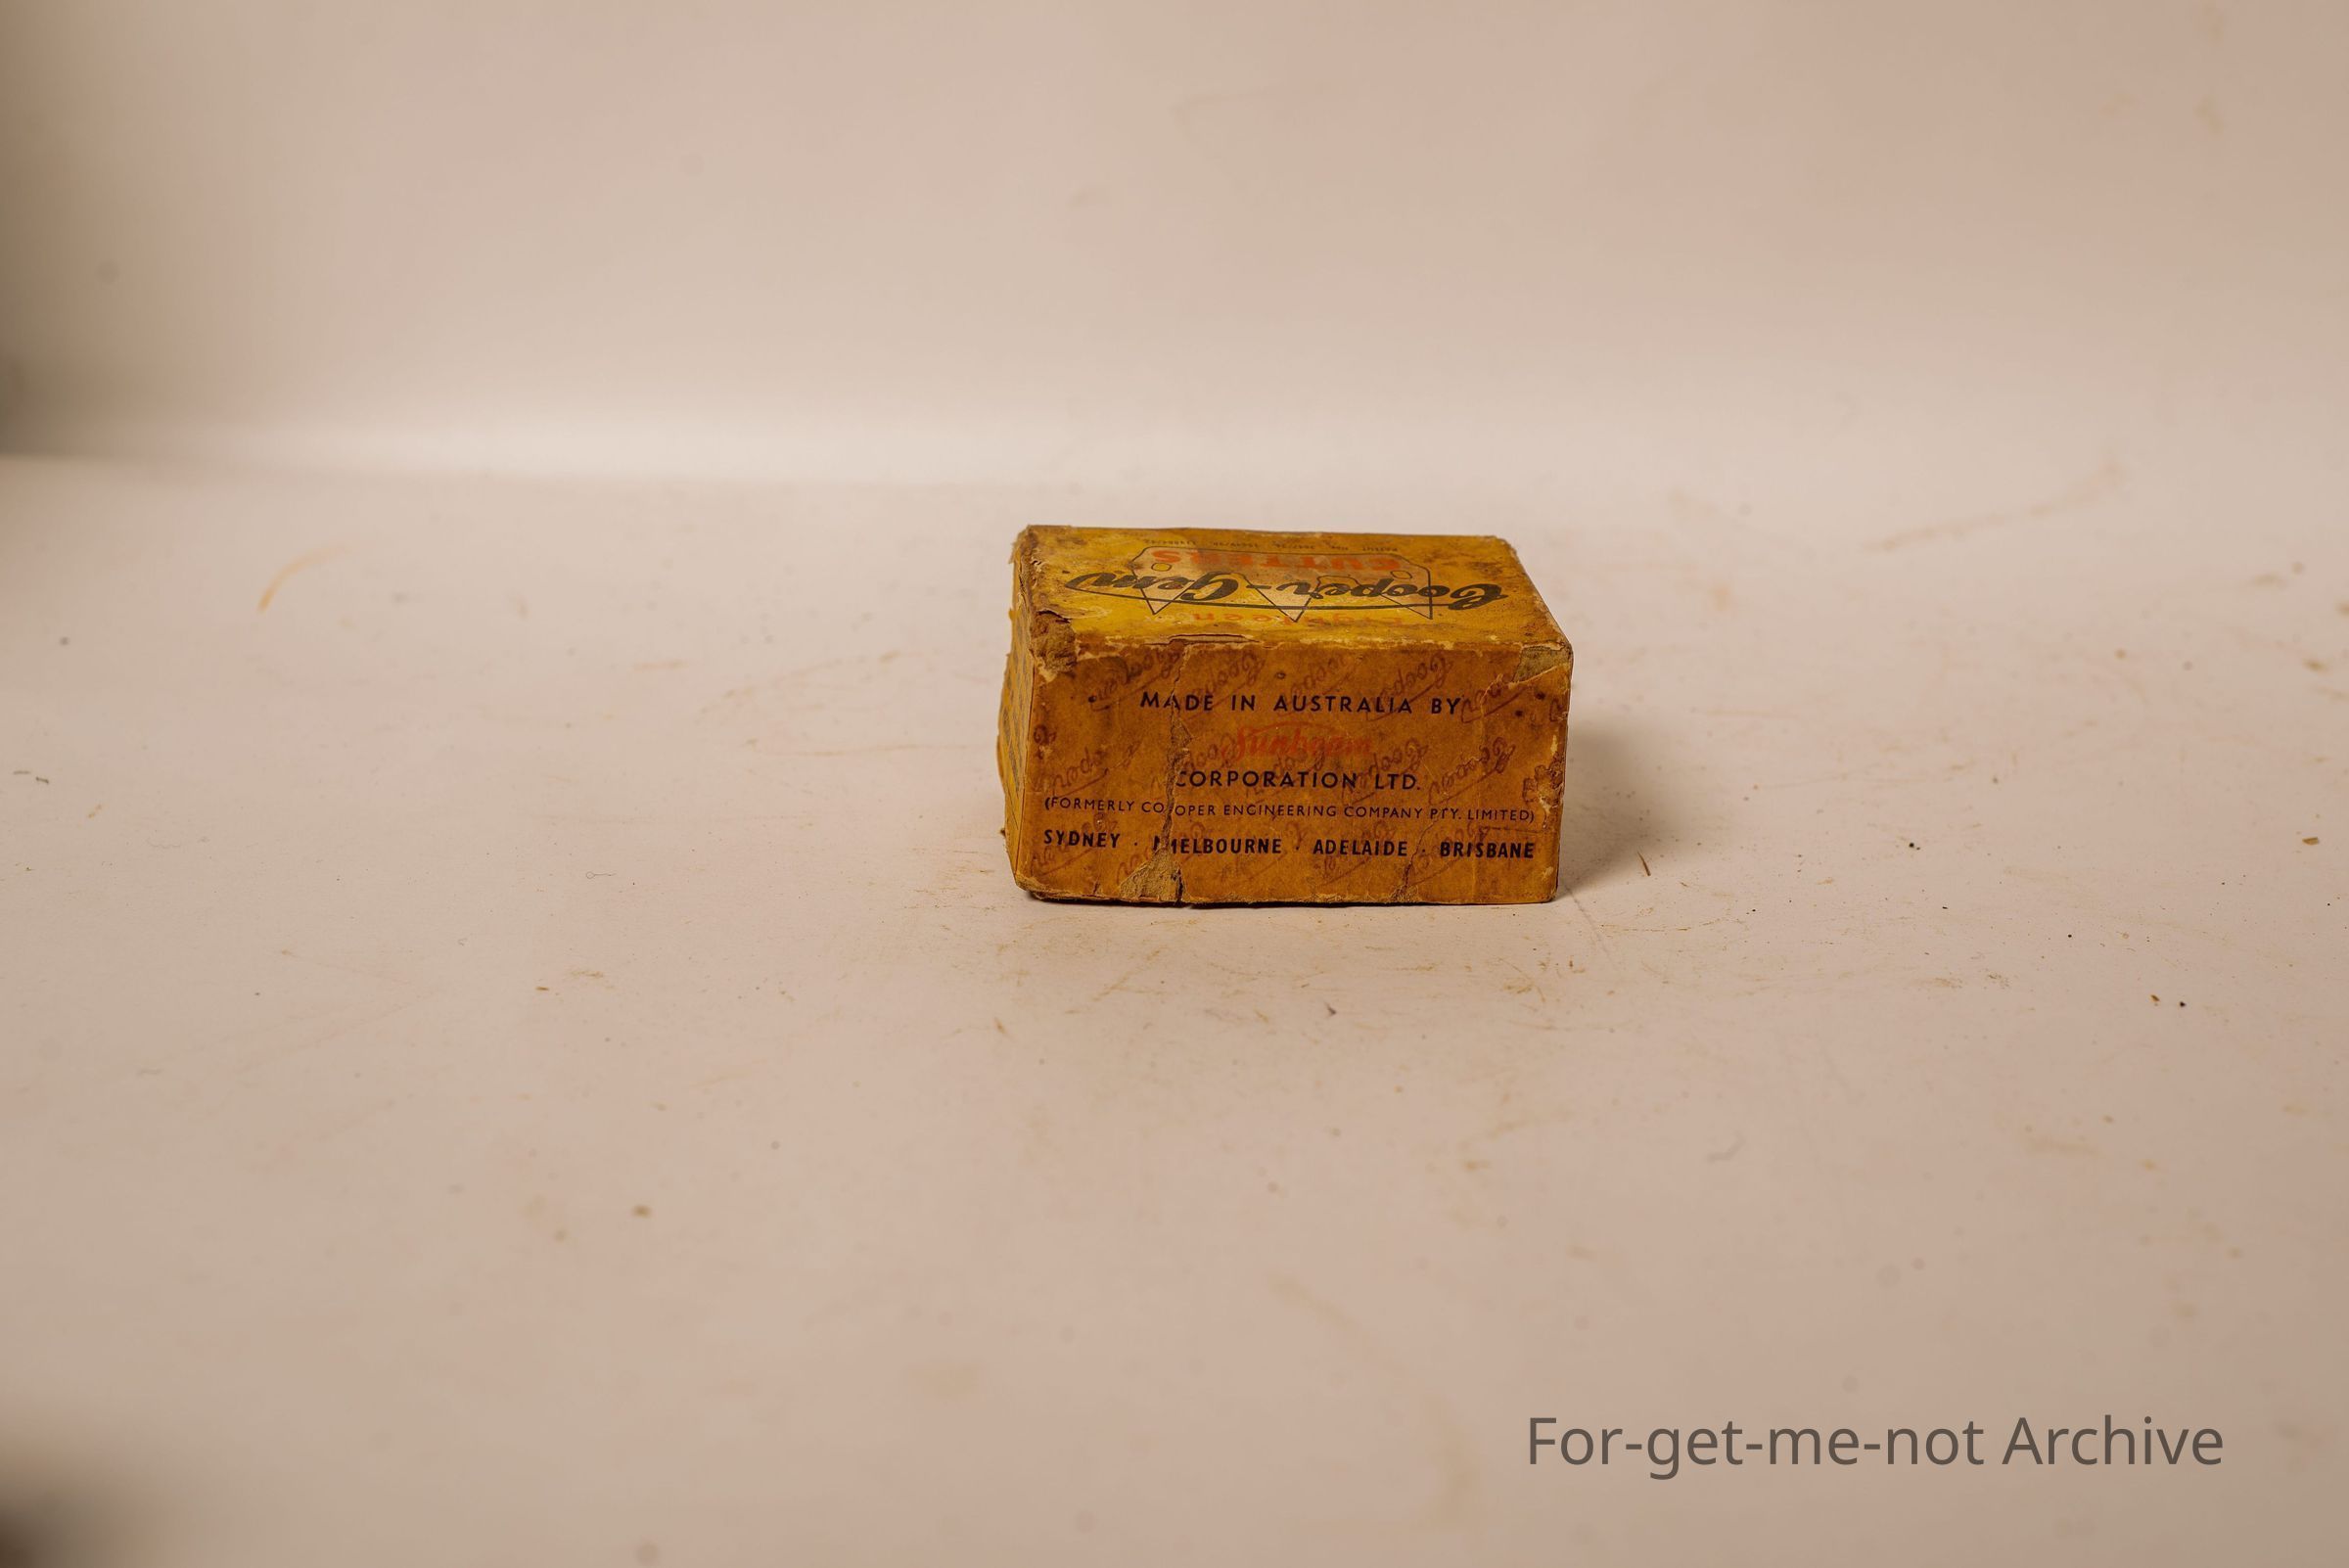 Cooper-Gem
CUTTERS
MADE IN AUSTRALIA BY
Sunbeam
CORPORATION LTD.
(FORMERLY COOPER ENGINEERING COMPANY PTY. LIMITED)
SYDNEY · MELBOURNE · ADELAIDE · BRISBANE
For-get-me-not Archive